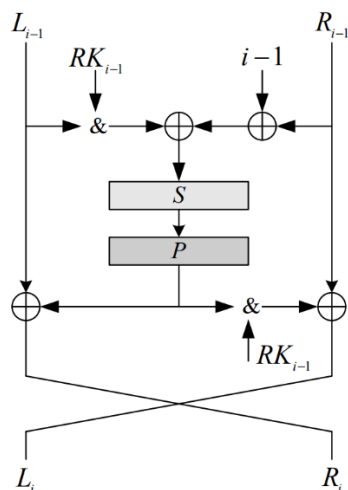 L_{i-1} R_{i-1}
RK_{i-1} i-1
&
S
P
&
RK_{i-1}
L_i R_i